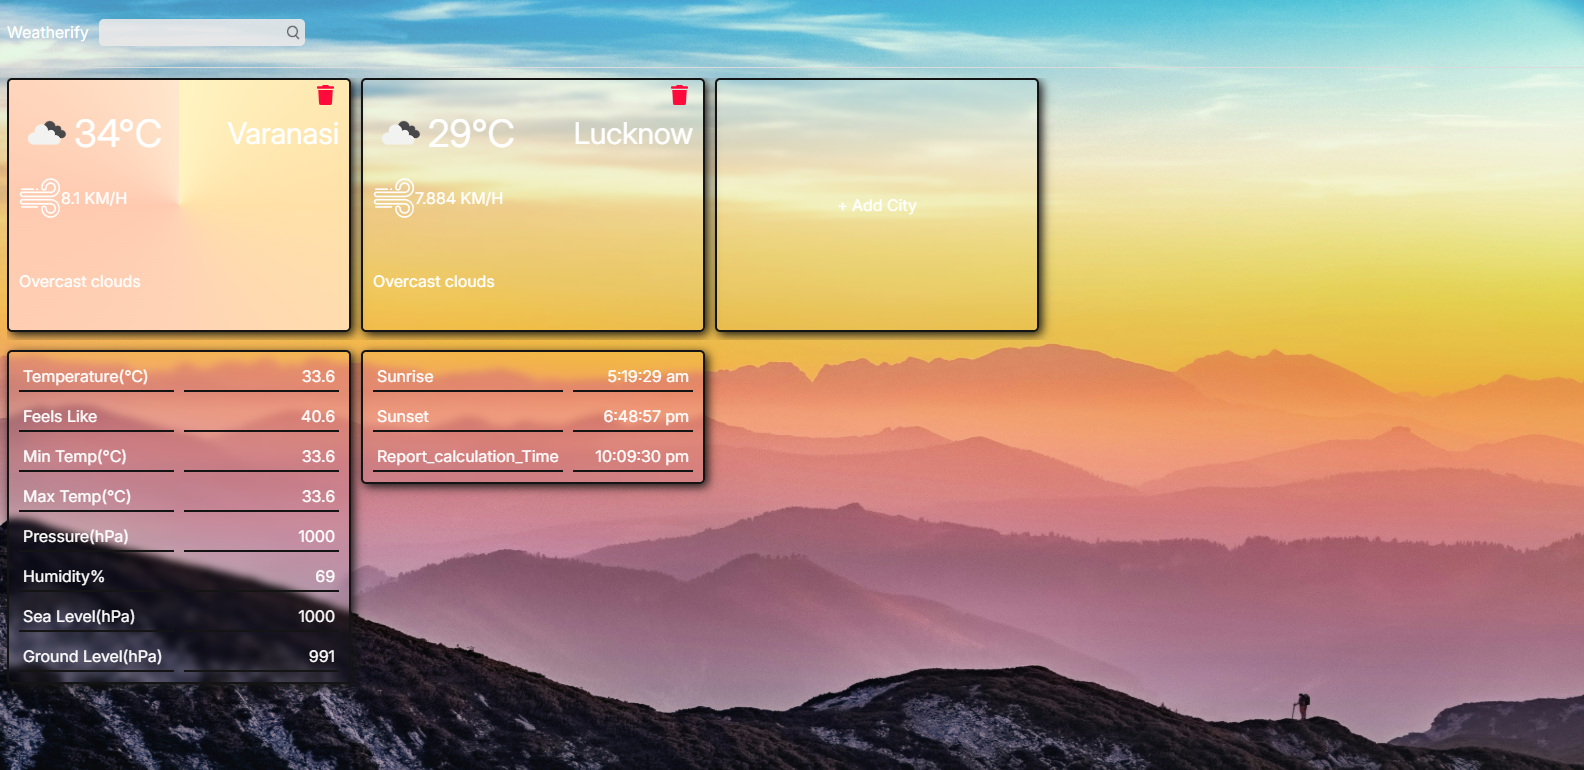 Weatherify
34°C Varanasi
8.1 KM/H
Overcast clouds
29°C Lucknow
7.884 KM/H
Overcast clouds
+ Add City
Temperature(°C) 33.6
Feels Like 40.6
Min Temp(°C) 33.6
Max Temp(°C) 33.6
Pressure(hPa) 1000
Humidity% 69
Sea Level(hPa) 1000
Ground Level(hPa) 991
Sunrise 5:19:29 am
Sunset 6:48:57 pm
Report_calculation_Time 10:09:30 pm